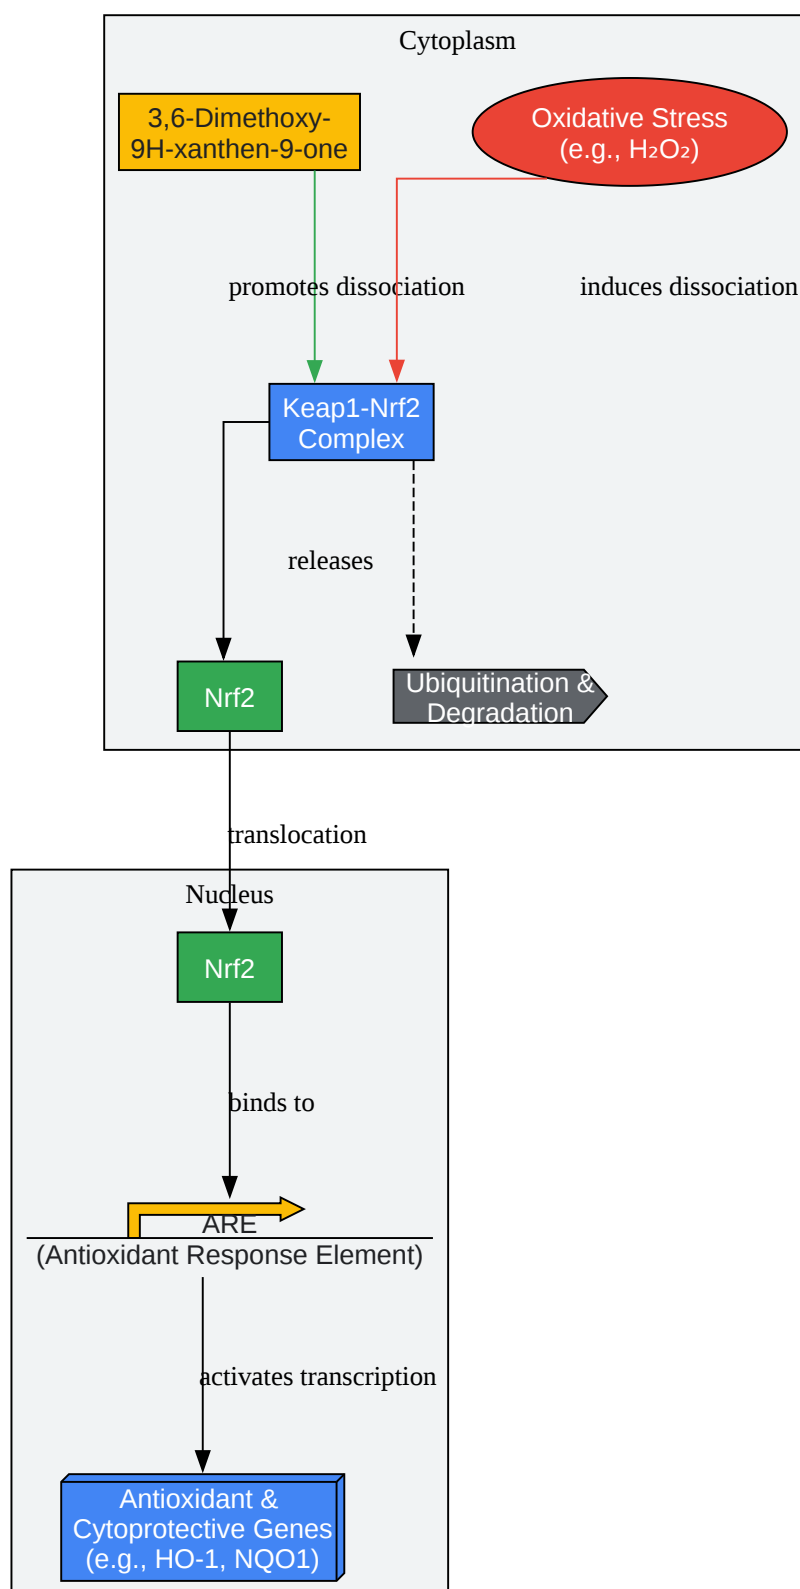 Cytoplasm
3,6-Dimethoxy-
9H-xanthen-9-one
Oxidative Stress
(e.g., H₂O₂)
promotes dissociation
induces dissociation
Keap1-Nrf2
Complex
releases
Nrf2
Ubiquitination &
Degradation
translocation
Nucleus
Nrf2
binds to
ARE
(Antioxidant Response Element)
activates transcription
Antioxidant &
Cytoprotective Genes
(e.g., HO-1, NQO1)